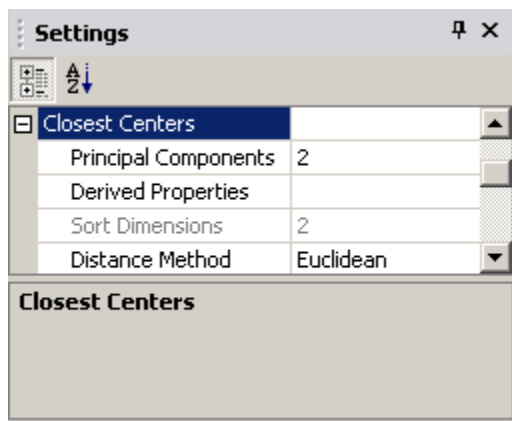 Settings
A
Z
Closest Centers
Principal Components 2
Derived Properties
Sort Dimensions 2
Distance Method Euclidean
Closest Centers